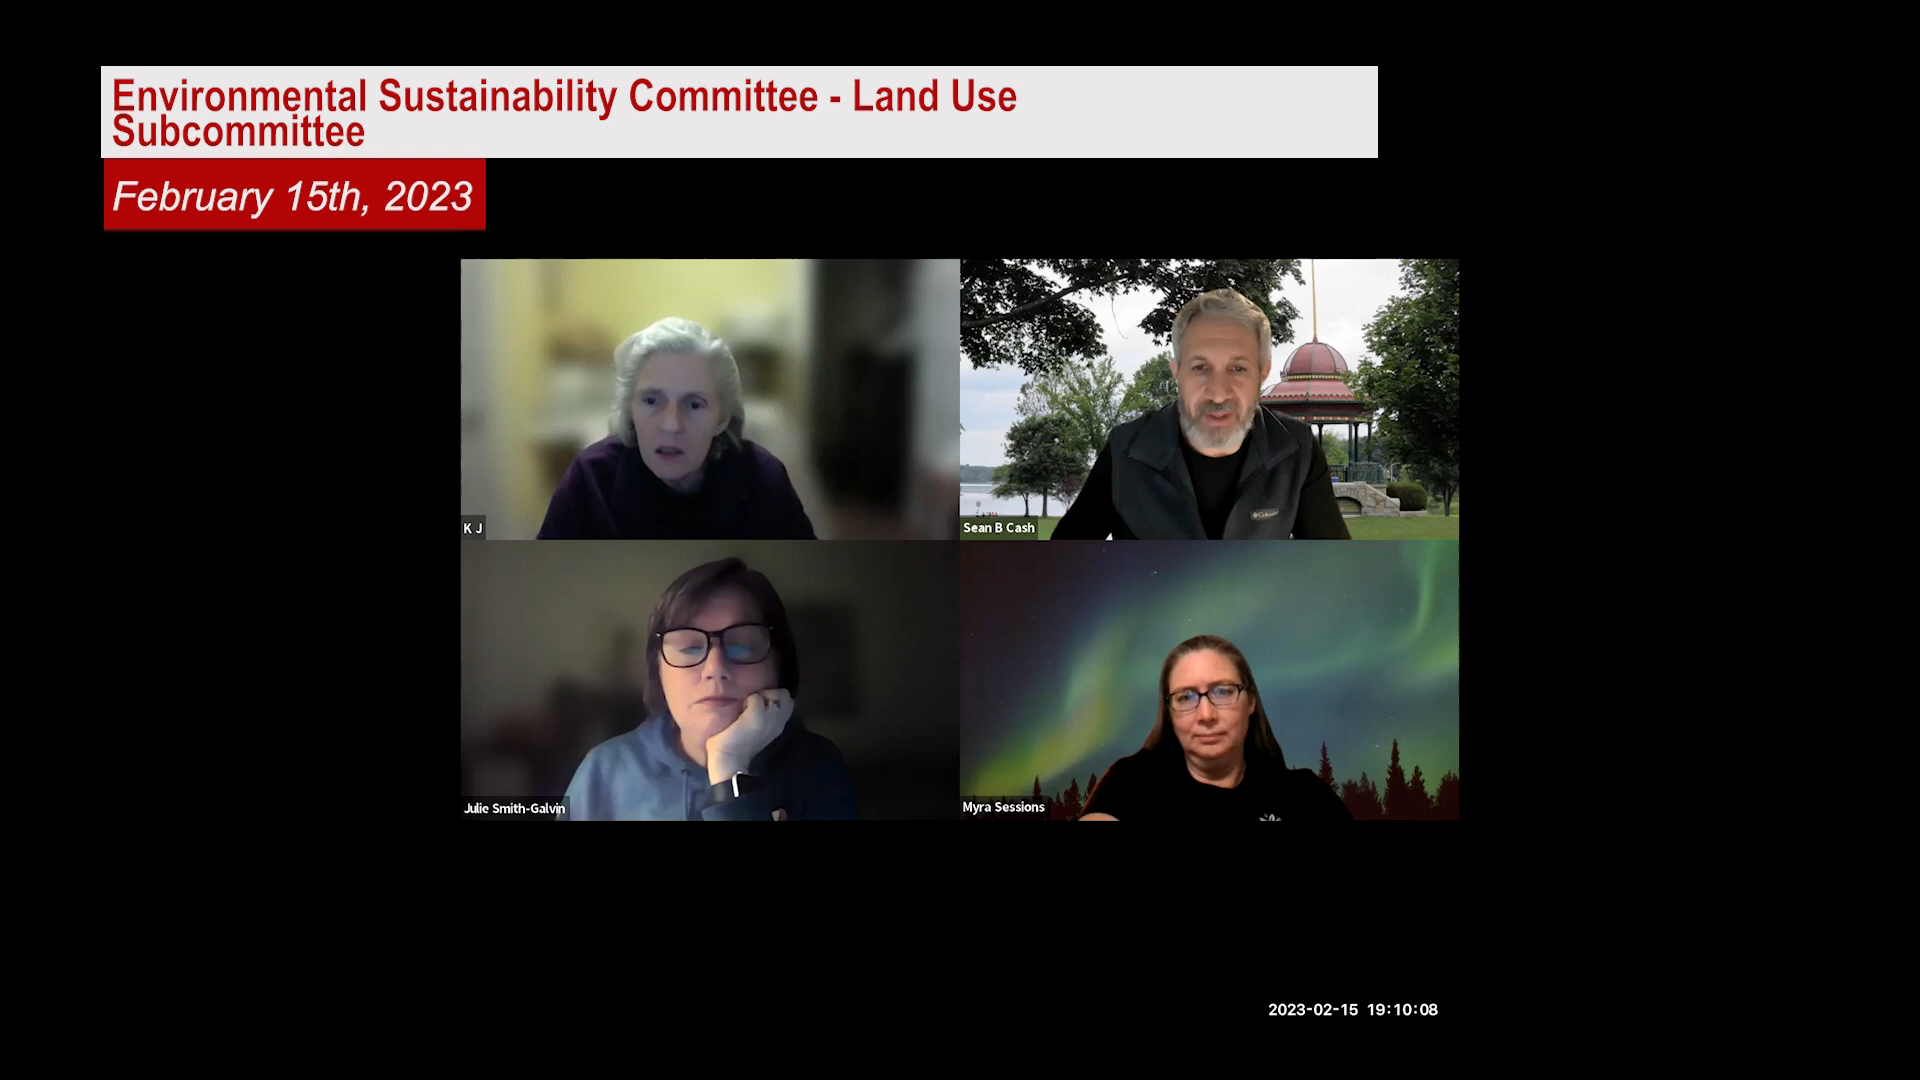 Environmental Sustainability Committee - Land Use
Subcommittee
February 15th, 2023
K J
Sean B Cash
Columbia
Julie Smith-Galvin
Myra Sessions
2023-02-15 19:10:08